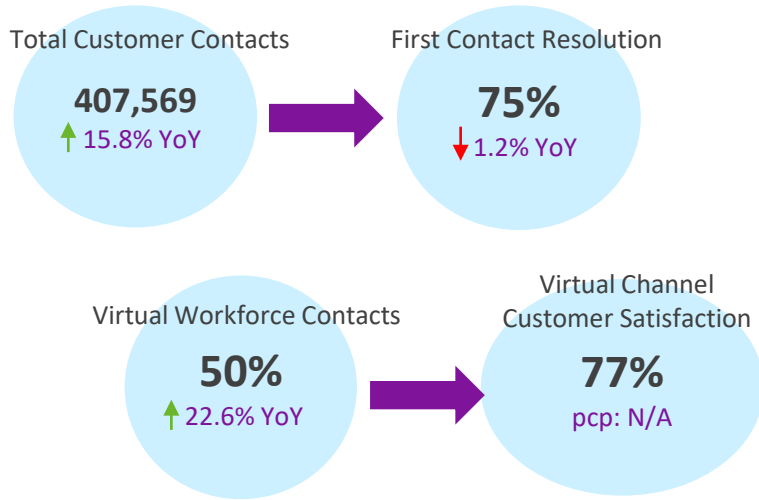 Total Customer Contacts
407,569
15.8% YoY
First Contact Resolution
75%
1.2% YoY
Virtual Workforce Contacts
50%
22.6% YoY
Virtual Channel
Customer Satisfaction
77%
pcp: N/A